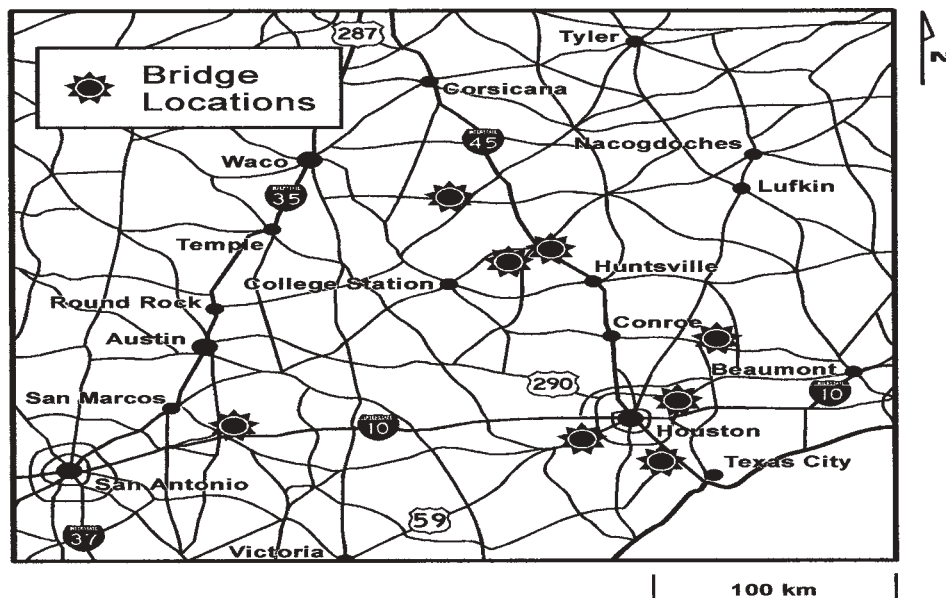 287
Tyler
Bridge
Locations
Corsicana
45
Nacogdoches
Waco
35
Lufkin
Temple
College Station
Huntsville
Round Rock
Conroe
Austin
Beaumont
290
10
San Marcos
10
Houston
Texas City
San Antonio
59
37
Victoria
100 km
N